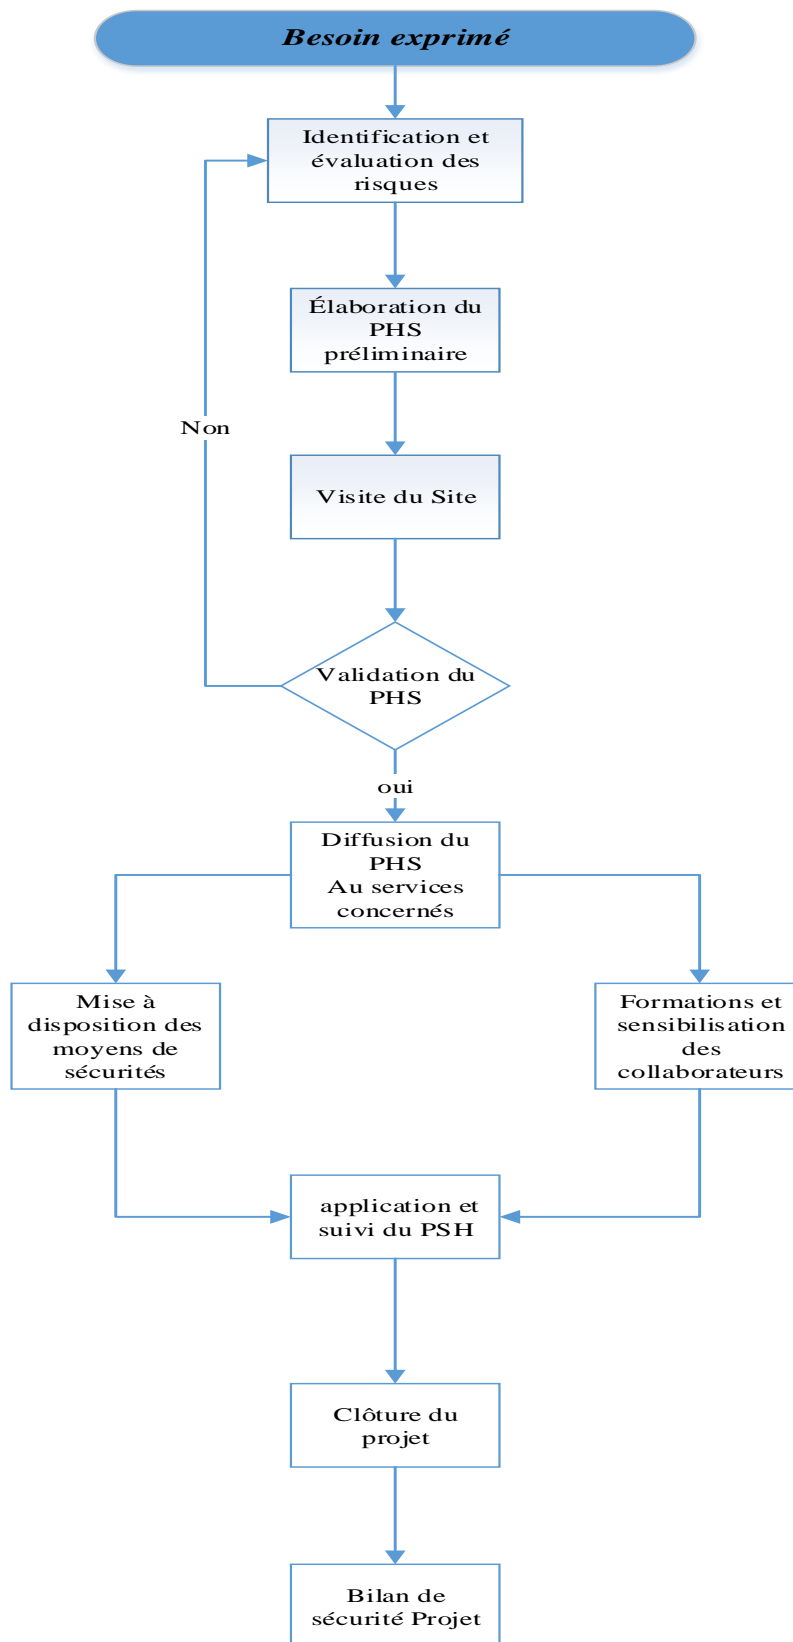 Besoin exprimé
Identification et
évaluation des
risques
Élaboration du
PHS
préliminaire
Non
Visite du Site
Validation du
PHS
oui
Diffusion du
PHS
Au services
concernés
Mise à
disposition des
moyens de
sécurités
Formations et
sensibilisation
des
collaborateurs
application et
suivi du PSH
Clôture du
projet
Bilan de
sécurité Projet